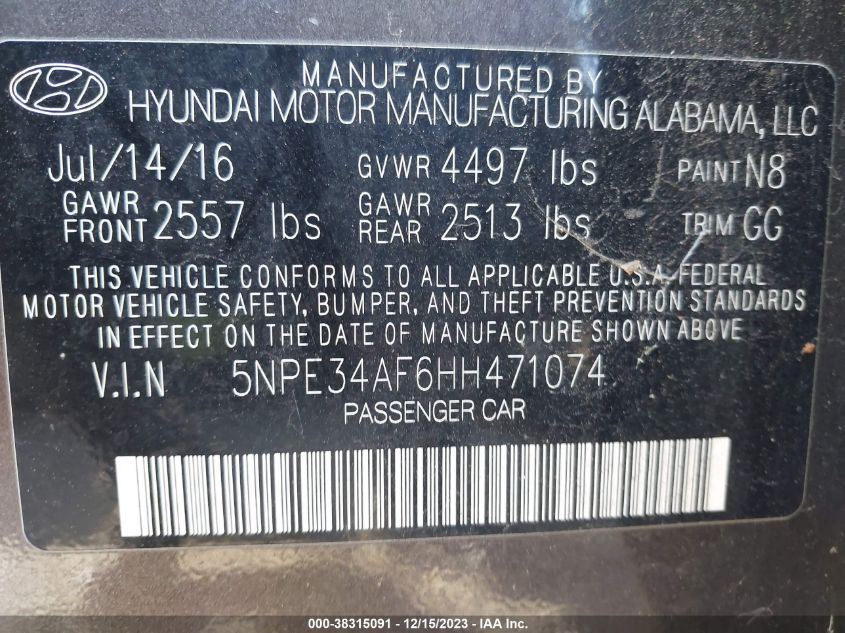 MANUFACTURED BY
HYUNDAI MOTOR MANUFACTURING ALABAMA, LLC
Jul/14/16 GVWR 4497 lbs PAINT N8
GAWR FRONT 2557 lbs GAWR REAR 2513 lbs TRIM GG
THIS VEHICLE CONFORMS TO ALL APPLICABLE U.S.A. FEDERAL
MOTOR VEHICLE SAFETY, BUMPER, AND THEFT PREVENTION STANDARDS
IN EFFECT ON THE DATE OF MANUFACTURE SHOWN ABOVE
V.I.N 5NPE34AF6HH471074
PASSENGER CAR
000-38315091 - 12/15/2023 - IAA Inc.